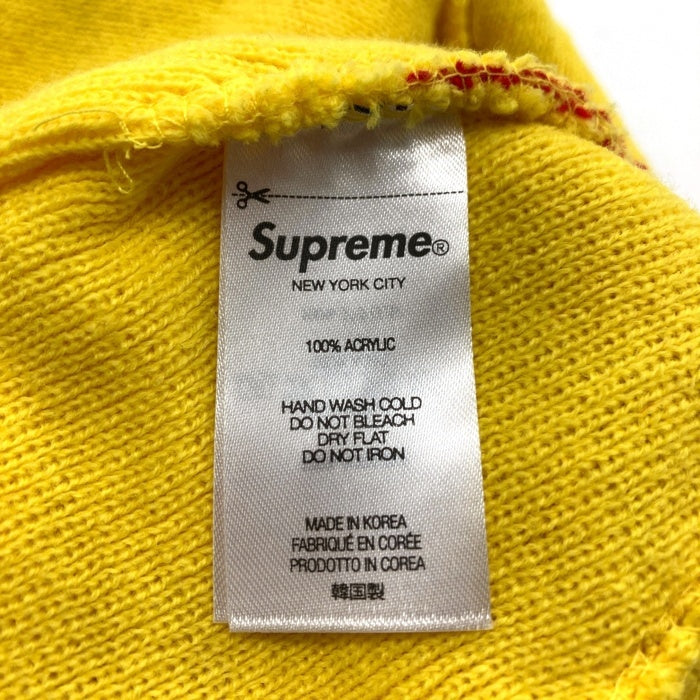 Supreme®
NEW YORK CITY
100% ACRYLIC
HAND WASH COLD
DO NOT BLEACH
DRY FLAT
DO NOT IRON
MADE IN KOREA
FABRIQUÉ EN CORÉE
PRODOTTO IN COREA
韓国製